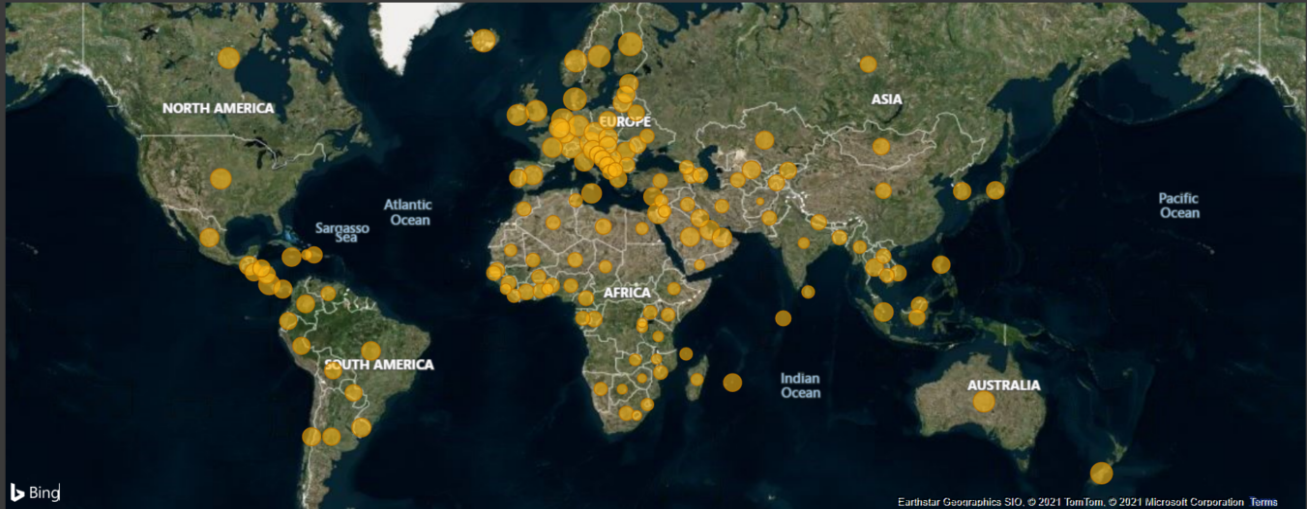 NORTH AMERICA
ASIA
EUROPE
Atlantic
Ocean
Pacific
Ocean
Sargasso
Sea
AFRICA
SOUTH AMERICA
Indian
Ocean
AUSTRALIA
Bing
Earthstar Geographics SIO, © 2021 TomTom, © 2021 Microsoft Corporation Terms